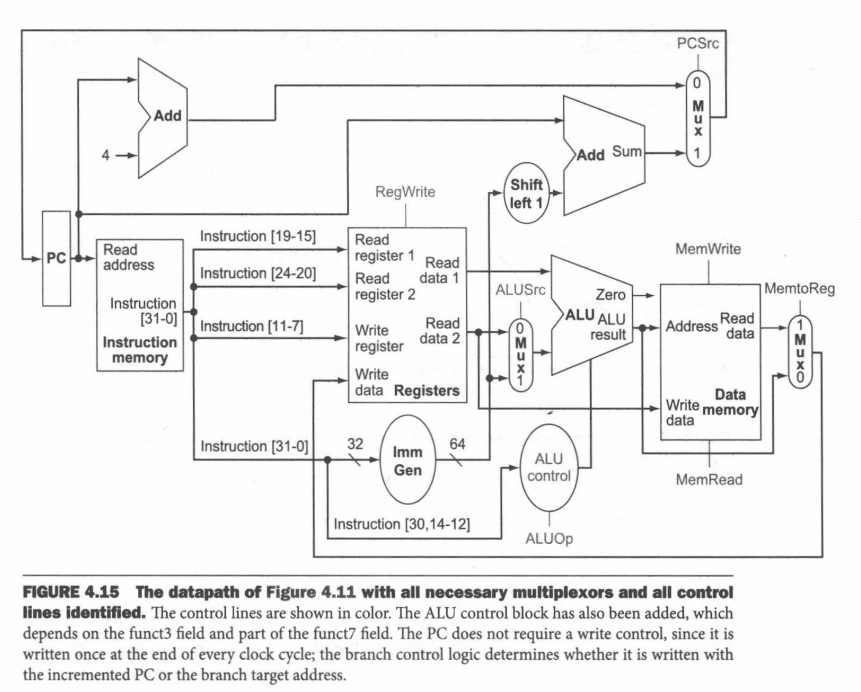 PCSrc
0
M
u
x
1
Add
4
Add Sum
Shift
left 1
RegWrite
PC
Read
address
Instruction
[31-0]
Instruction
memory
Instruction [19-15]
Instruction [24-20]
Instruction [11-7]
Read
register 1
Read
register 2
Write
register
Write
data
Read
data 1
Read
data 2
Registers
ALUSrc
0
M
u
x
1
Zero
ALU
ALU
result
MemWrite
Address
Read
data
Write
data
Data
memory
MemRead
MemtoReg
1
M
u
x
0
Instruction [31-0]
32
Imm
Gen
64
ALU
control
Instruction [30,14-12]
ALUOp
FIGURE 4.15 The datapath of Figure 4.11 with all necessary multiplexors and all control
lines identified. The control lines are shown in color. The ALU control block has also been added, which
depends on the funct3 field and part of the funct7 field. The PC does not require a write control, since it is
written once at the end of every clock cycle; the branch control logic determines whether it is written with
the incremented PC or the branch target address.